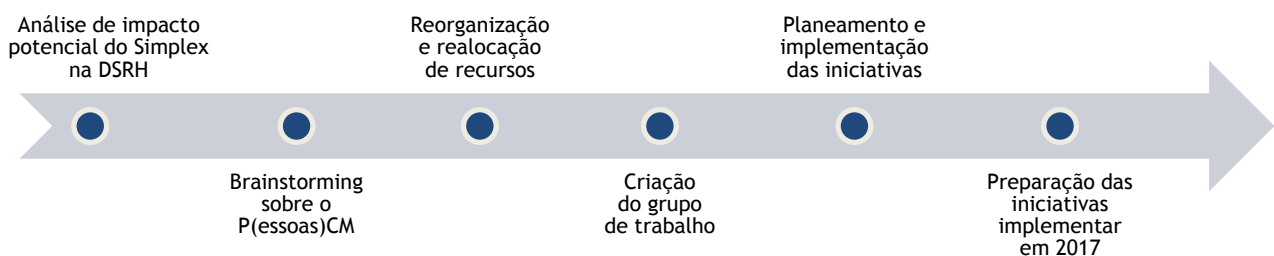 Análise de impacto
potencial do Simplex
na DSRH
Brainstorming
sobre o
P(essoas)CM
Reorganização
e realocação
de recursos
Criação
do grupo
de trabalho
Planeamento e
implementação
das iniciativas
Preparação das
iniciativas
implementar
em 2017